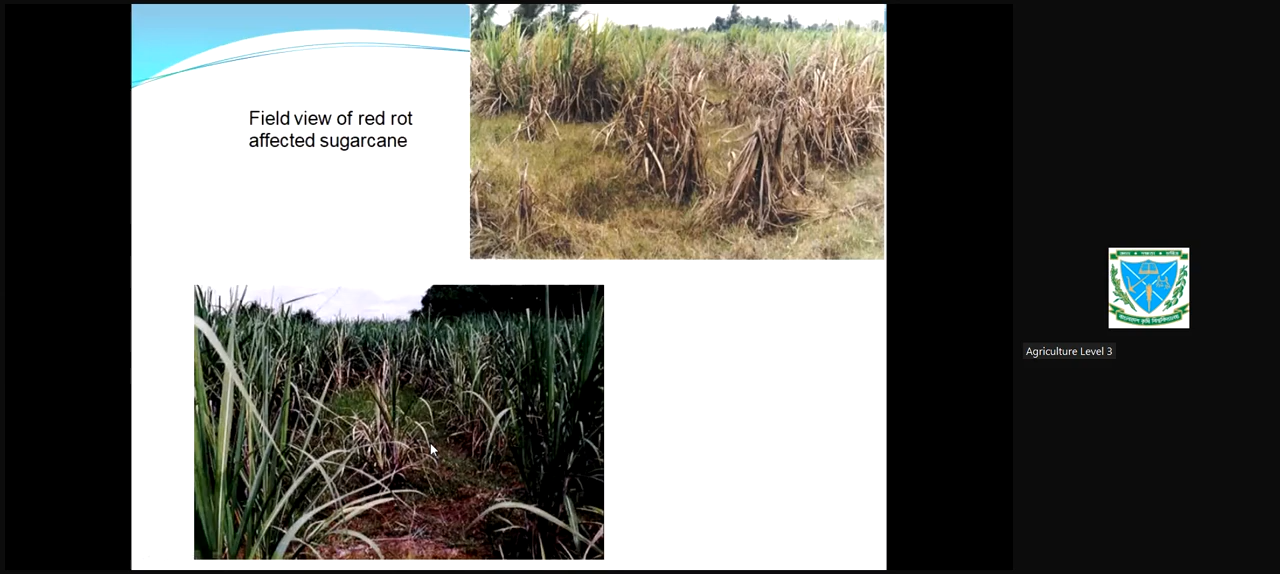 Field view of red rot
affected sugarcane
Agriculture Level 3